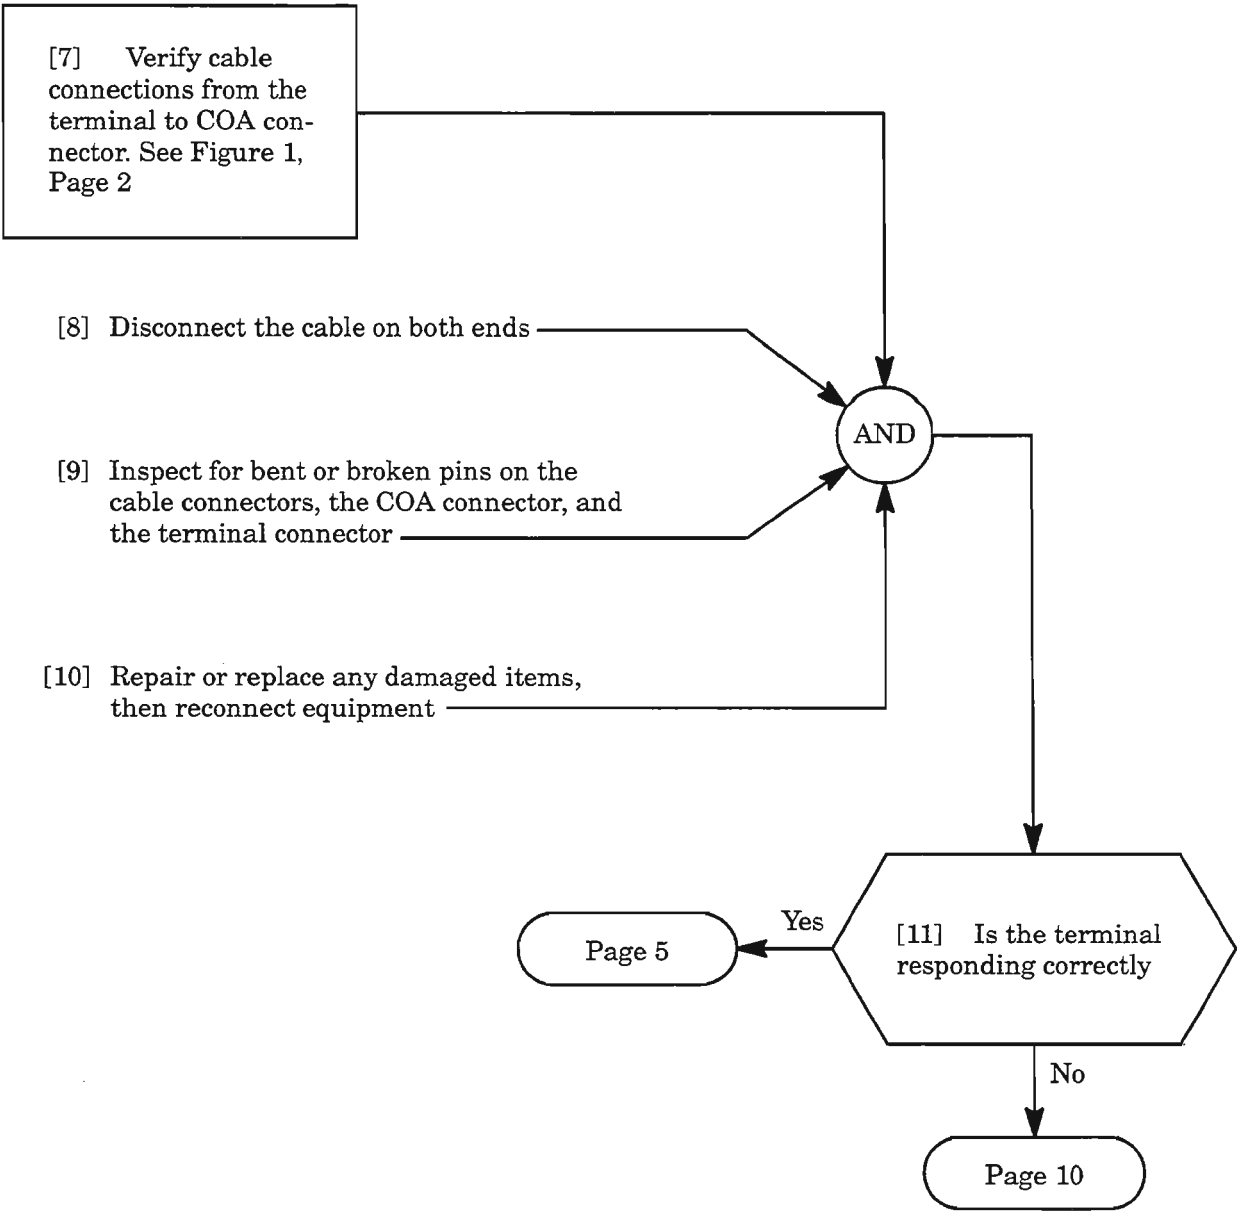 [7] Verify cable
connections from the
terminal to COA con-
nector. See Figure 1,
Page 2
[8] Disconnect the cable on both ends
AND
[9] Inspect for bent or broken pins on the
cable connectors, the COA connector, and
the terminal connector
[10] Repair or replace any damaged items,
then reconnect equipment
Yes
[11] Is the terminal
responding correctly
Page 5
No
Page 10